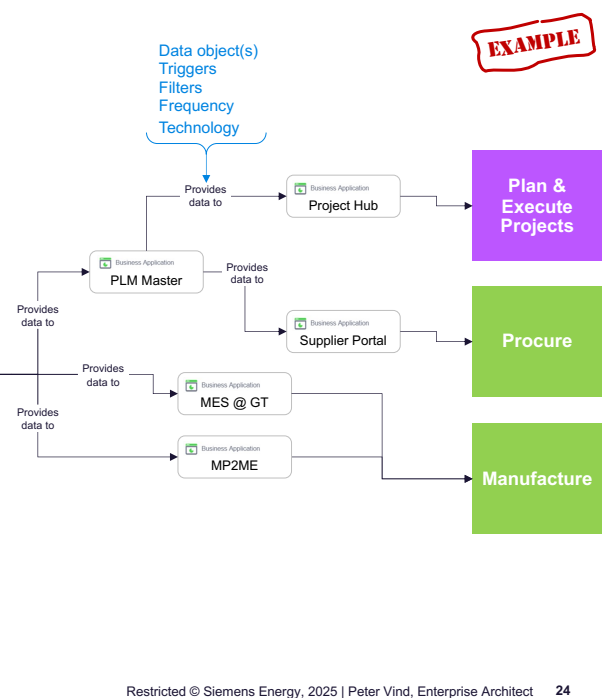 EXAMPLE
Data object(s)
Triggers
Filters
Frequency
Technology
Provides
data to
Business Application
Project Hub
Plan &
Execute
Projects
Business Application
PLM Master
Provides
data to
Provides
data to
Business Application
Supplier Portal
Procure
Provides
data to
Business Application
MES @ GT
Provides
data to
Business Application
MP2ME
Manufacture
Restricted © Siemens Energy, 2025 | Peter Vind, Enterprise Architect 24